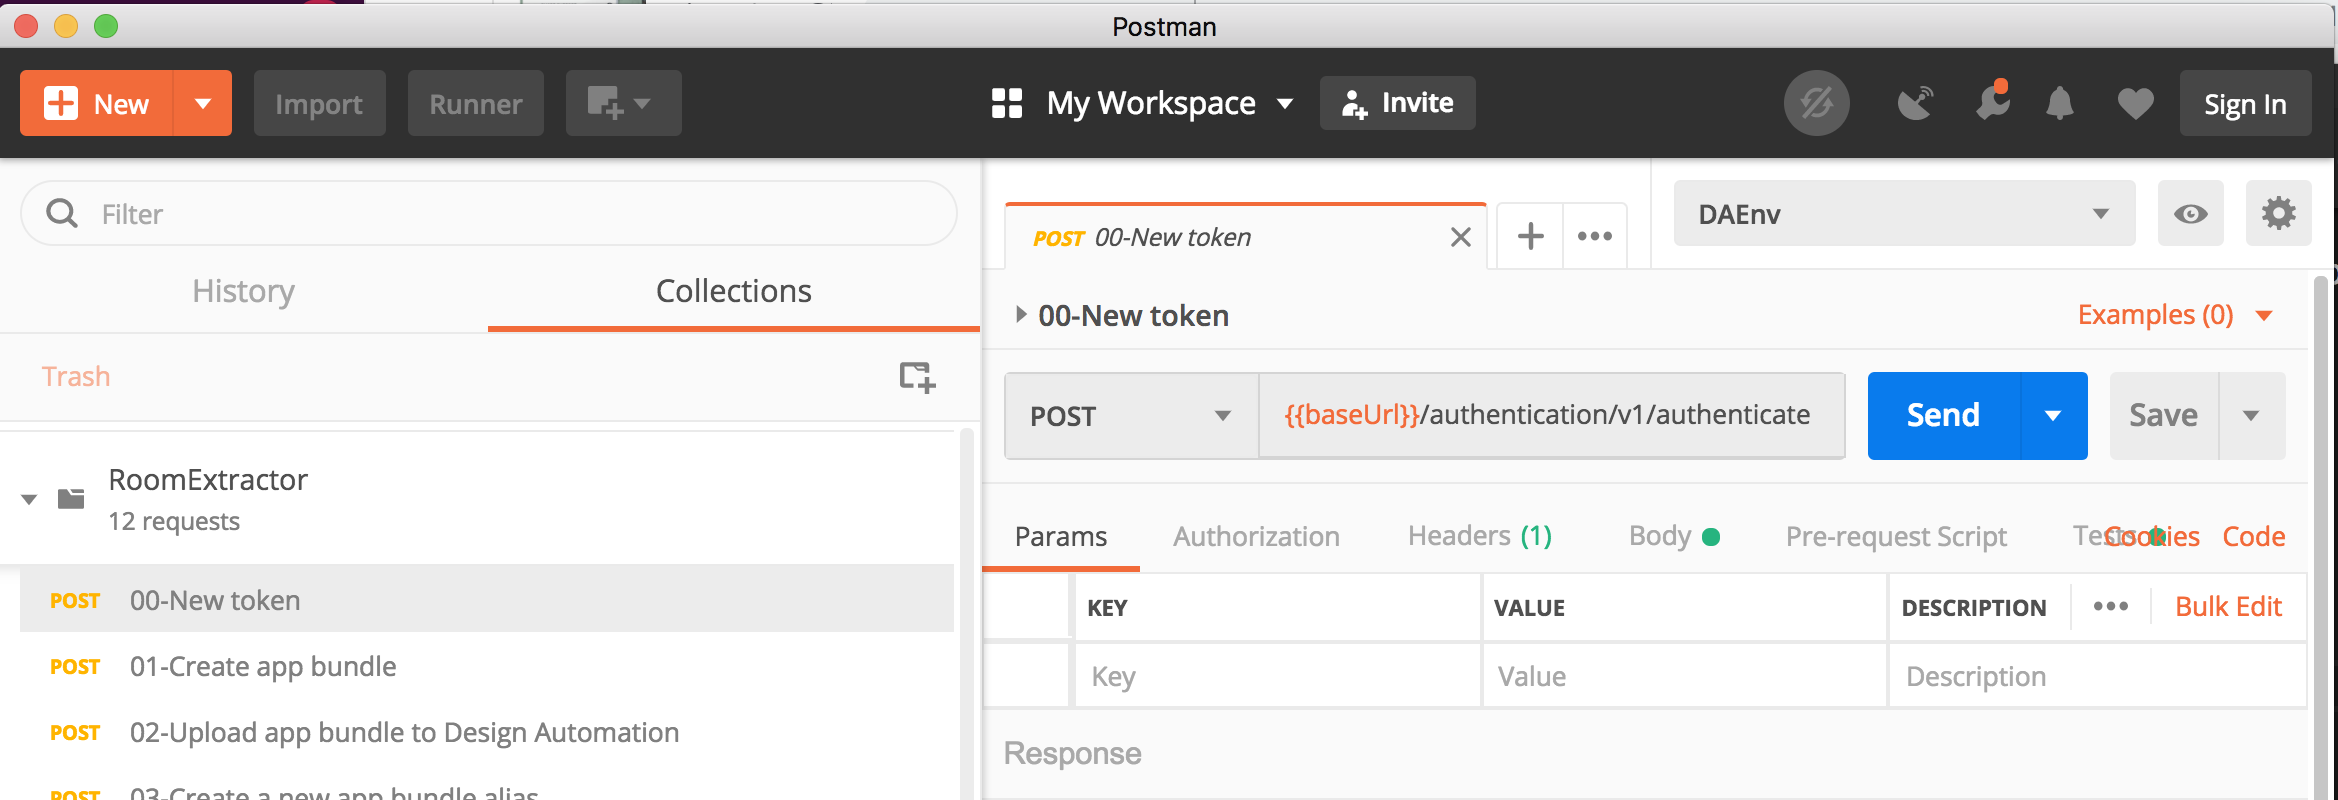 Postman
New
Import
Runner
My Workspace
Invite
Sign In
Filter
History
Collections
Trash
RoomExtractor
12 requests
POST 00-New token
POST 01-Create app bundle
POST 02-Upload app bundle to Design Automation
POST 03-Create a new app bundle alias
POST 00-New token
DAEnv
00-New token
Examples (0)
POST
{{baseUrl}}/authentication/v1/authenticate
Send
Save
Params
Authorization
Headers (1)
Body
Pre-request Script
Tests
Cookies
Code
KEY
VALUE
DESCRIPTION
Bulk Edit
Key
Value
Description
Response